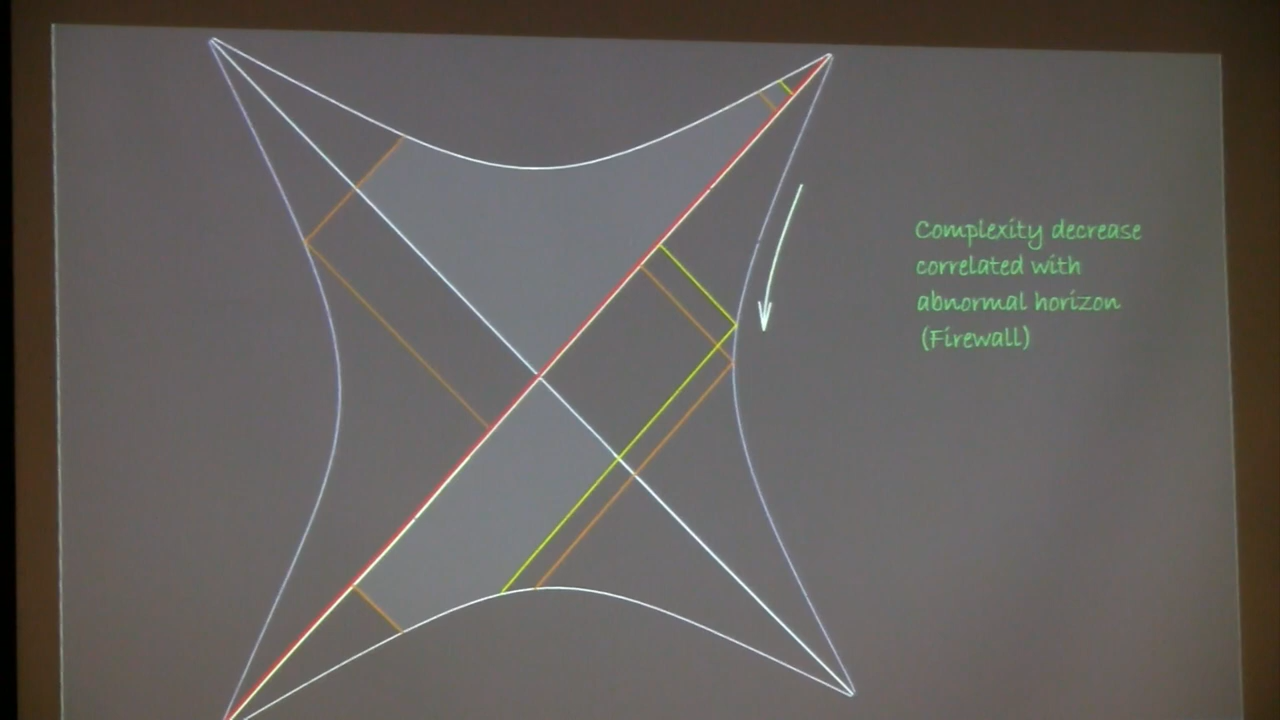 Complexity decrease
correlated with
abnormal horizon
(Firewall)